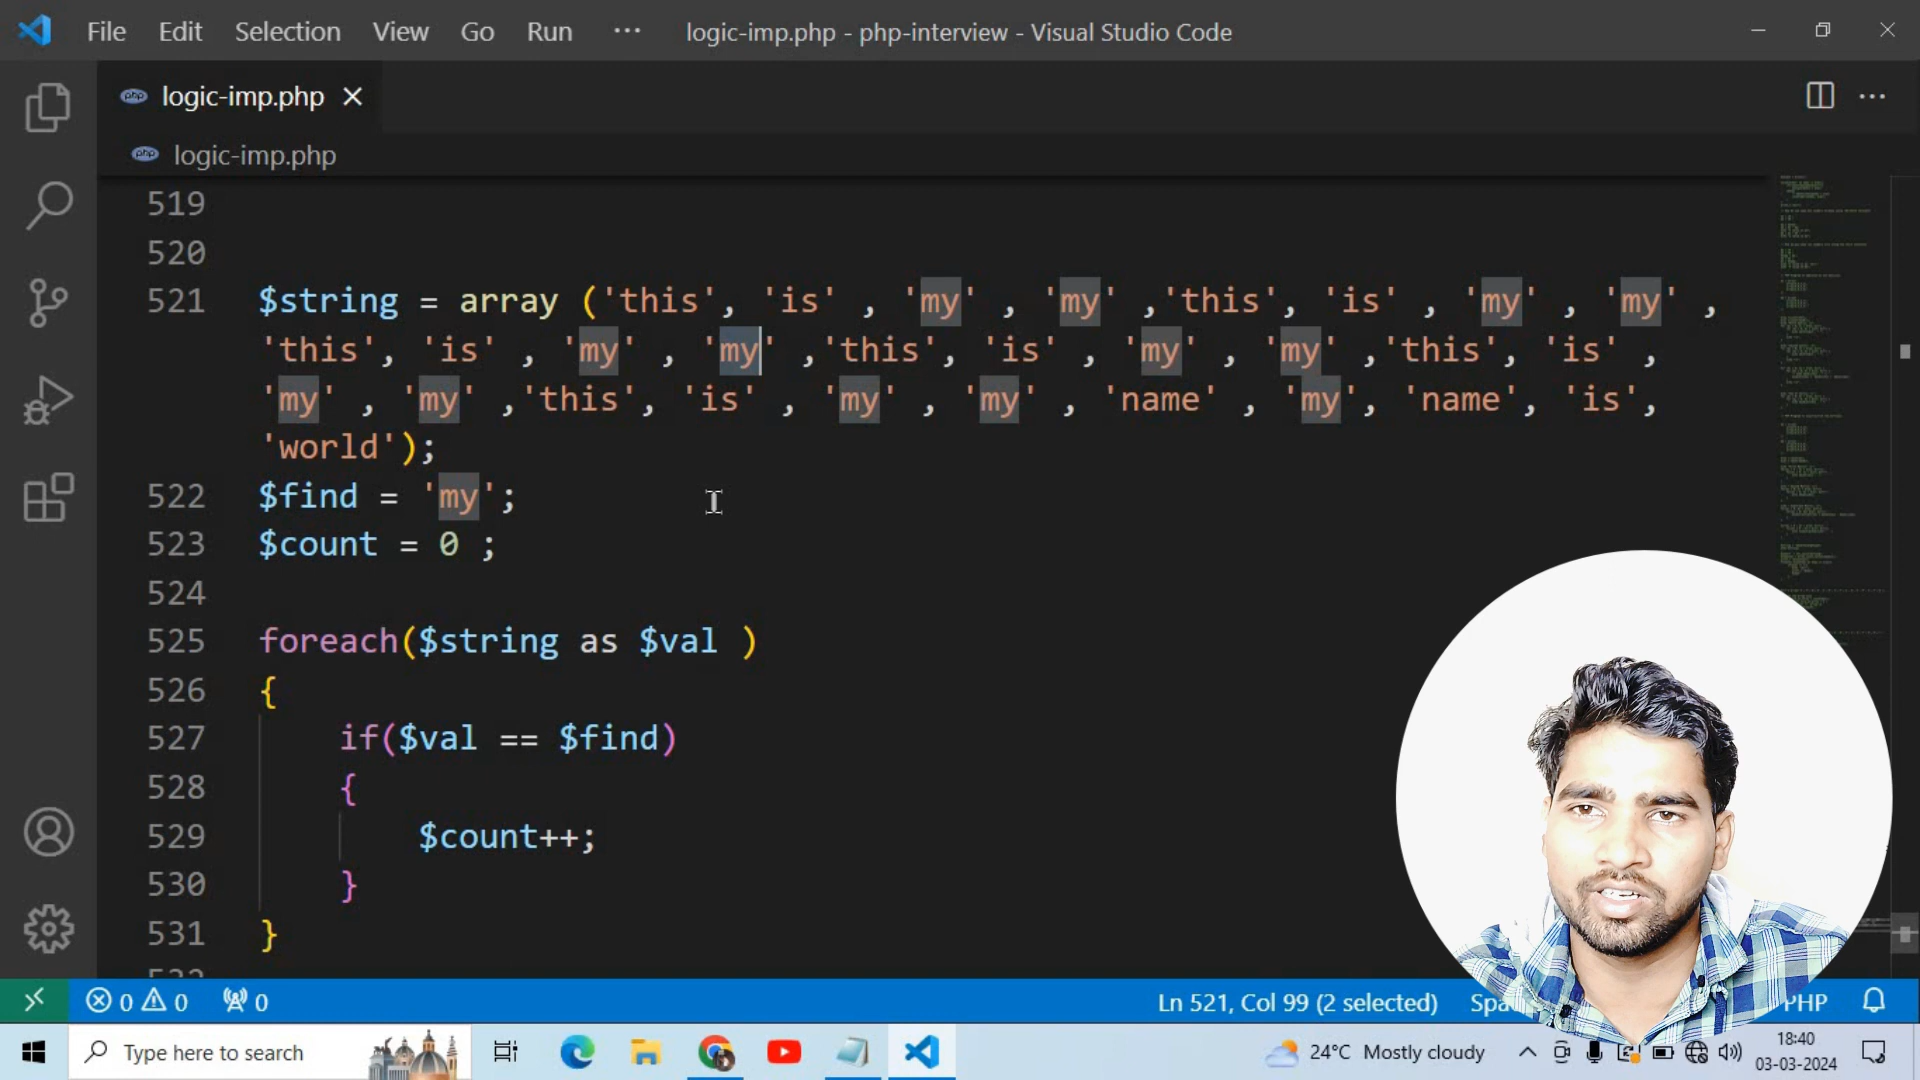 File Edit Selection View Go Run ··· logic-imp.php - php-interview - Visual Studio Code
php logic-imp.php
php logic-imp.php
519
520
521 $string = array ('this', 'is' , 'my' , 'my' ,'this', 'is' , 'my' , 'my' ,
'this', 'is' , 'my' , 'my' ,'this', 'is' , 'my' , 'my' ,'this', 'is' ,
'my' , 'my' ,'this', 'is' , 'my' , 'my' , 'name' , 'my', 'name', 'is',
'world');
522 $find = 'my';
523 $count = 0 ;
524
525 foreach($string as $val )
526 {
527 if($val == $find)
528 {
529 $count++;
530 }
531 }
0 0 0 Ln 521, Col 99 (2 selected) PHP
Type here to search 24°C Mostly cloudy 18:40
03-03-2024